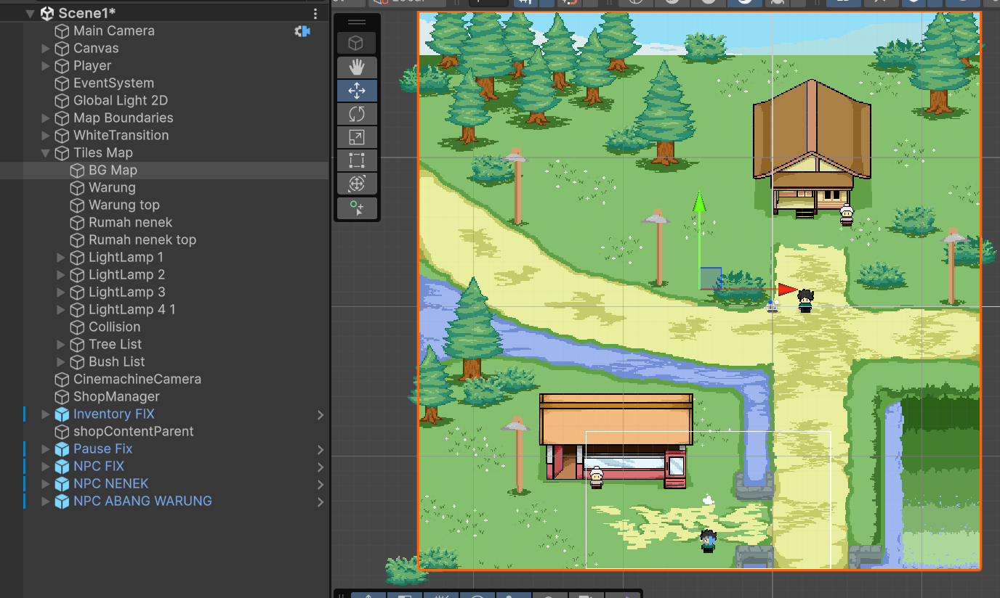 Scene1*
Main Camera
Canvas
Player
EventSystem
Global Light 2D
Map Boundaries
WhiteTransition
Tiles Map
BG Map
Warung
Warung top
Rumah nenek
Rumah nenek top
LightLamp 1
LightLamp 2
LightLamp 3
LightLamp 4 1
Collision
Tree List
Bush List
CinemachineCamera
ShopManager
Inventory FIX
shopContentParent
Pause Fix
NPC FIX
NPC NENEK
NPC ABANG WARUNG